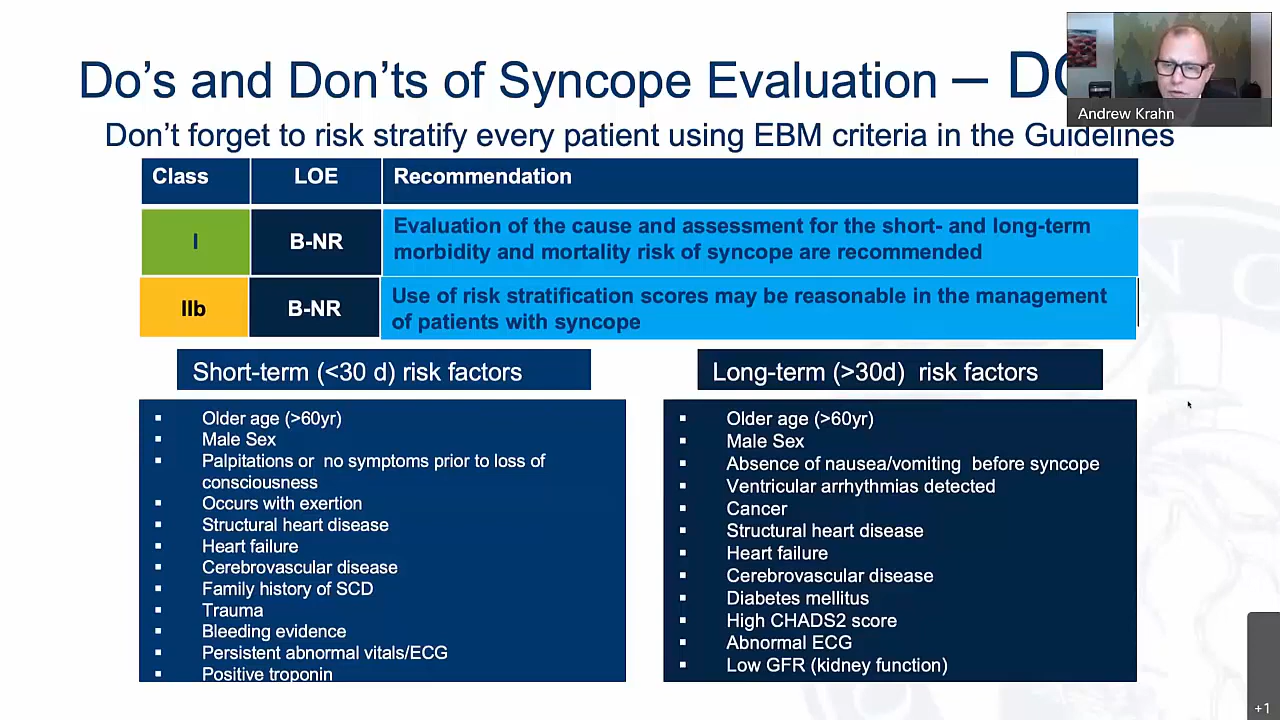 Do's and Don'ts of Syncope Evaluation –
Andrew Krahn
Don't forget to risk stratify every patient using EBM criteria in the Guidelines
Class LOE Recommendation
I B-NR Evaluation of the cause and assessment for the short- and long-term
morbidity and mortality risk of syncope are recommended
IIb B-NR Use of risk stratification scores may be reasonable in the management
of patients with syncope
Short-term (<30 d) risk factors
▪ Older age (>60yr)
▪ Male Sex
▪ Palpitations or no symptoms prior to loss of
consciousness
▪ Occurs with exertion
▪ Structural heart disease
▪ Heart failure
▪ Cerebrovascular disease
▪ Family history of SCD
▪ Trauma
▪ Bleeding evidence
▪ Persistent abnormal vitals/ECG
▪ Positive troponin
Long-term (>30d) risk factors
▪ Older age (>60yr)
▪ Male Sex
▪ Absence of nausea/vomiting before syncope
▪ Ventricular arrhythmias detected
▪ Cancer
▪ Structural heart disease
▪ Heart failure
▪ Cerebrovascular disease
▪ Diabetes mellitus
▪ High CHADS2 score
▪ Abnormal ECG
▪ Low GFR (kidney function)
+1